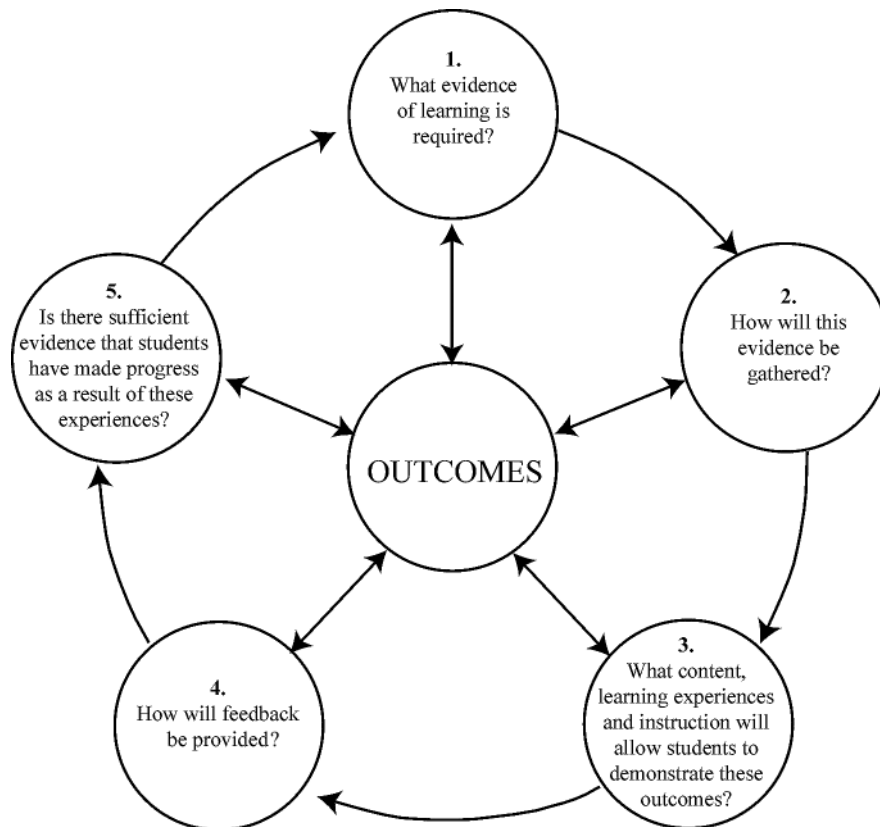 1.
What evidence
of learning is
required?
2.
How will this
evidence be
gathered?
3.
What content,
learning experiences
and instruction will
allow students to
demonstrate these
outcomes?
4.
How will feedback
be provided?
5.
Is there sufficient
evidence that students
have made progress
as a result of these
experiences?
OUTCOMES